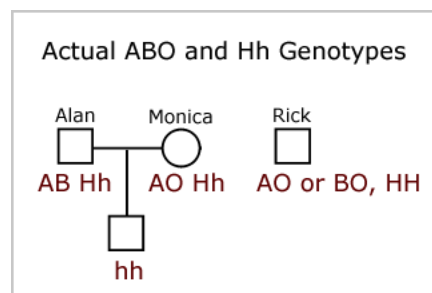 Actual ABO and Hh Genotypes
Alan Monica Rick
AB Hh AO Hh AO or BO, HH
hh